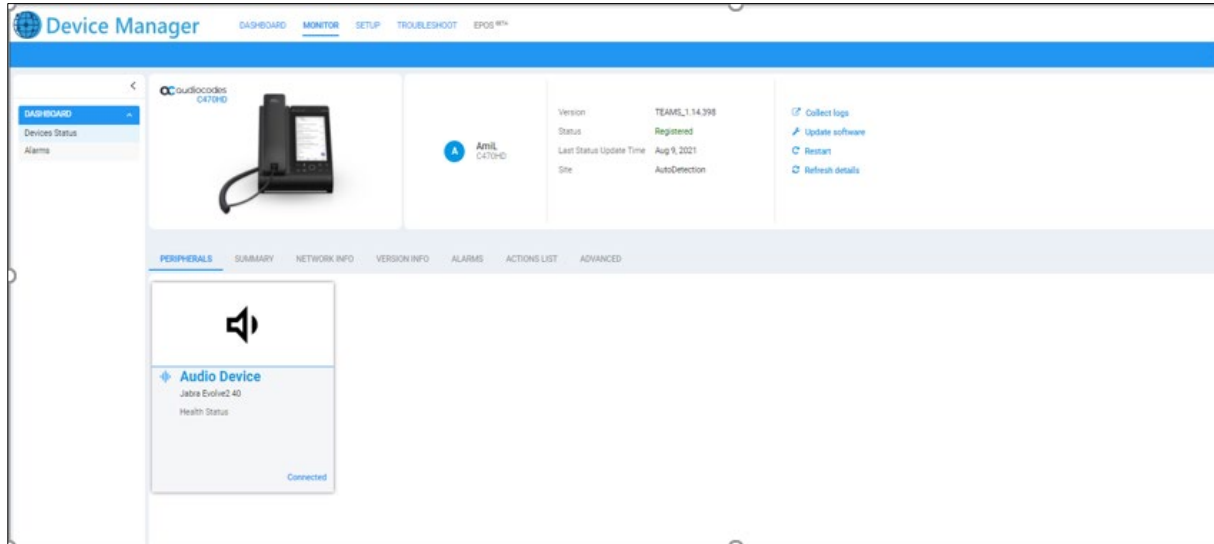 Device Manager
DASHBOARD MONITOR SETUP TROUBLESHOOT EPOS BETA
DASHBOARD
Devices Status
Alarms
audiocodes
C470HD
A
AmiL
C470HD
Version TEAMS_1.14.398
Status Registered
Last Status Update Time Aug 9, 2021
Site AutoDetection
Collect logs
Update software
Restart
Refresh details
PERIPHERALS SUMMARY NETWORK INFO VERSION INFO ALARMS ACTIONS LIST ADVANCED
Audio Device
Jabra Evolve2 40
Health Status
Connected